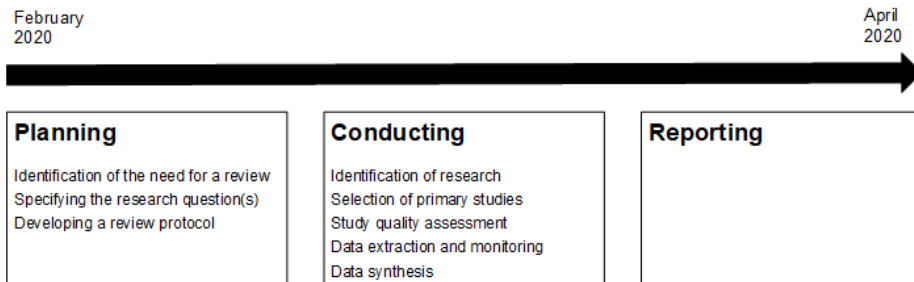 February
2020
April
2020
Planning
Identification of the need for a review
Specifying the research question(s)
Developing a review protocol
Conducting
Identification of research
Selection of primary studies
Study quality assessment
Data extraction and monitoring
Data synthesis
Reporting